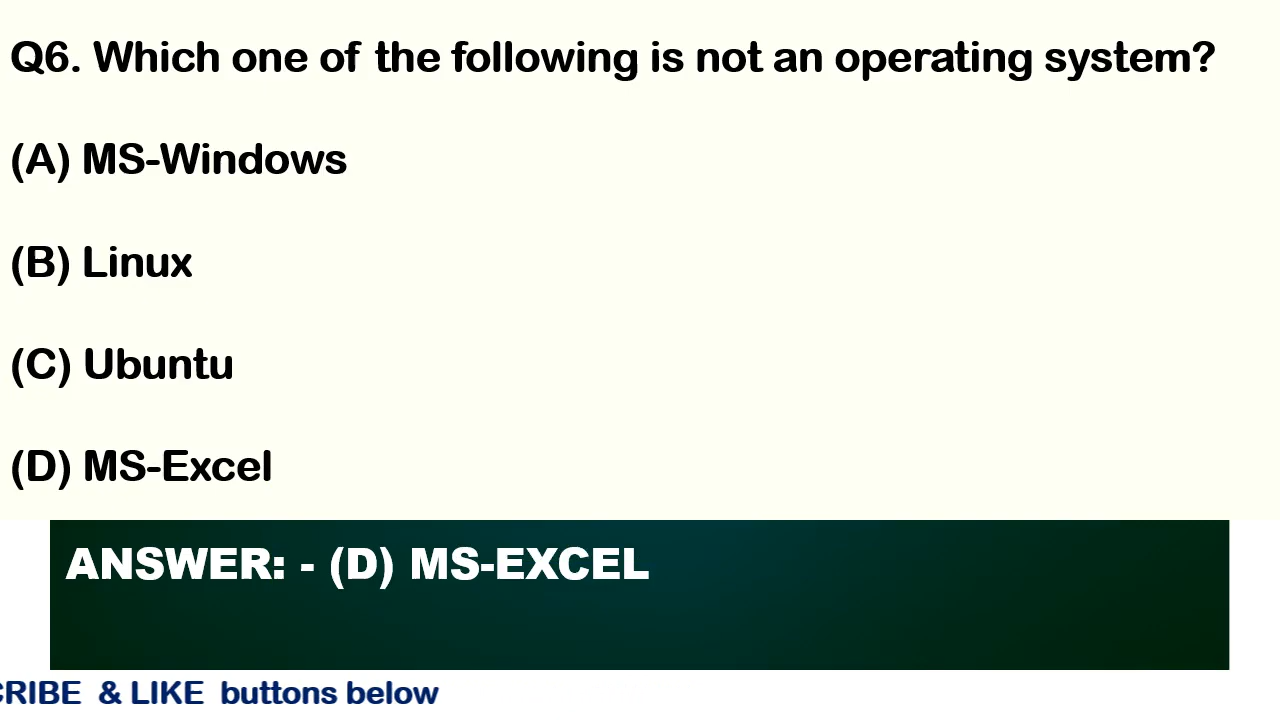 Q6. Which one of the following is not an operating system?
(A) MS-Windows
(B) Linux
(C) Ubuntu
(D) MS-Excel
ANSWER: - (D) MS-EXCEL
& LIKE buttons below